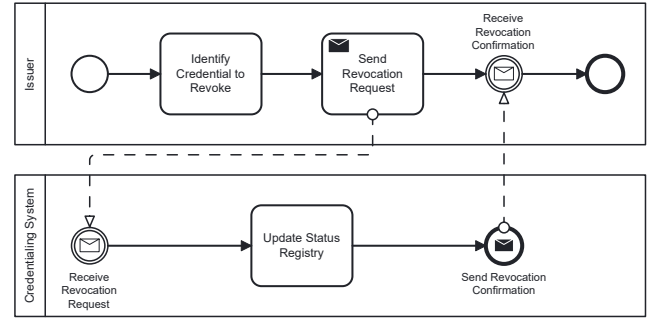 Issuer
Identify
Credential to
Revoke
Send
Revocation
Request
Receive
Revocation
Confirmation
Credentialing System
Receive
Revocation
Request
Update Status
Registry
Send Revocation
Confirmation